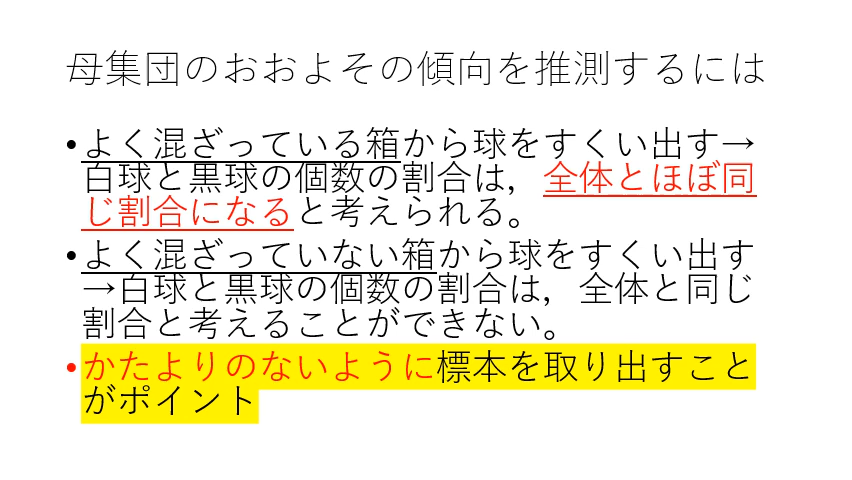 母集団のおおよその傾向を推測するには
•よく混ざっている箱から球をすくい出す→
白球と黒球の個数の割合は，全体とほぼ同
じ割合になると考えられる。
•よく混ざっていない箱から球をすくい出す
→白球と黒球の個数の割合は，全体と同じ
割合と考えることができない。
•かたよりのないように標本を取り出すこと
がポイント